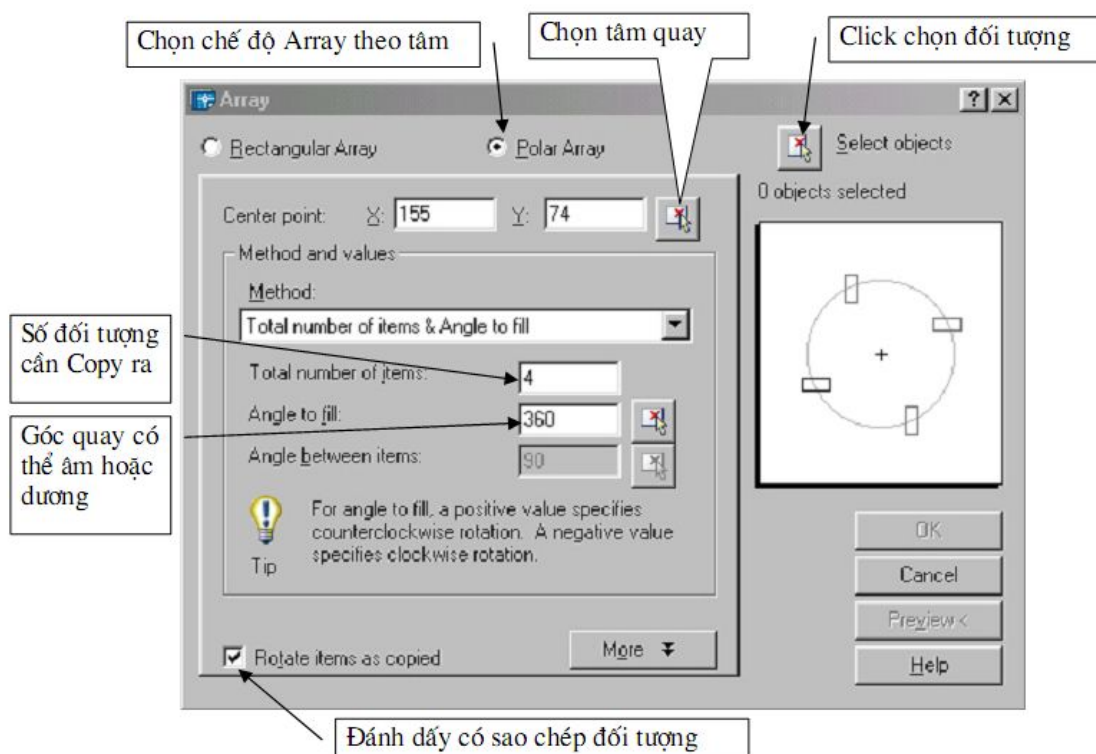 Chọn chế độ Array theo tâm
Chọn tâm quay
Click chọn đối tượng
Array
Rectangular Array
Polar Array
Select objects
0 objects selected
Center point: X: 155 Y: 74
Method and values
Method:
Total number of items & Angle to fill
Số đối tượng
cần Copy ra
Total number of items: 4
Angle to fill: 360
Góc quay có
thể âm hoặc
dương
Angle between items: 90
For angle to fill, a positive value specifies
counterclockwise rotation. A negative value
specifies clockwise rotation.
Tip
OK
Cancel
Preview <
Help
Rotate items as copied
More
Đánh dấy có sao chép đối tượng